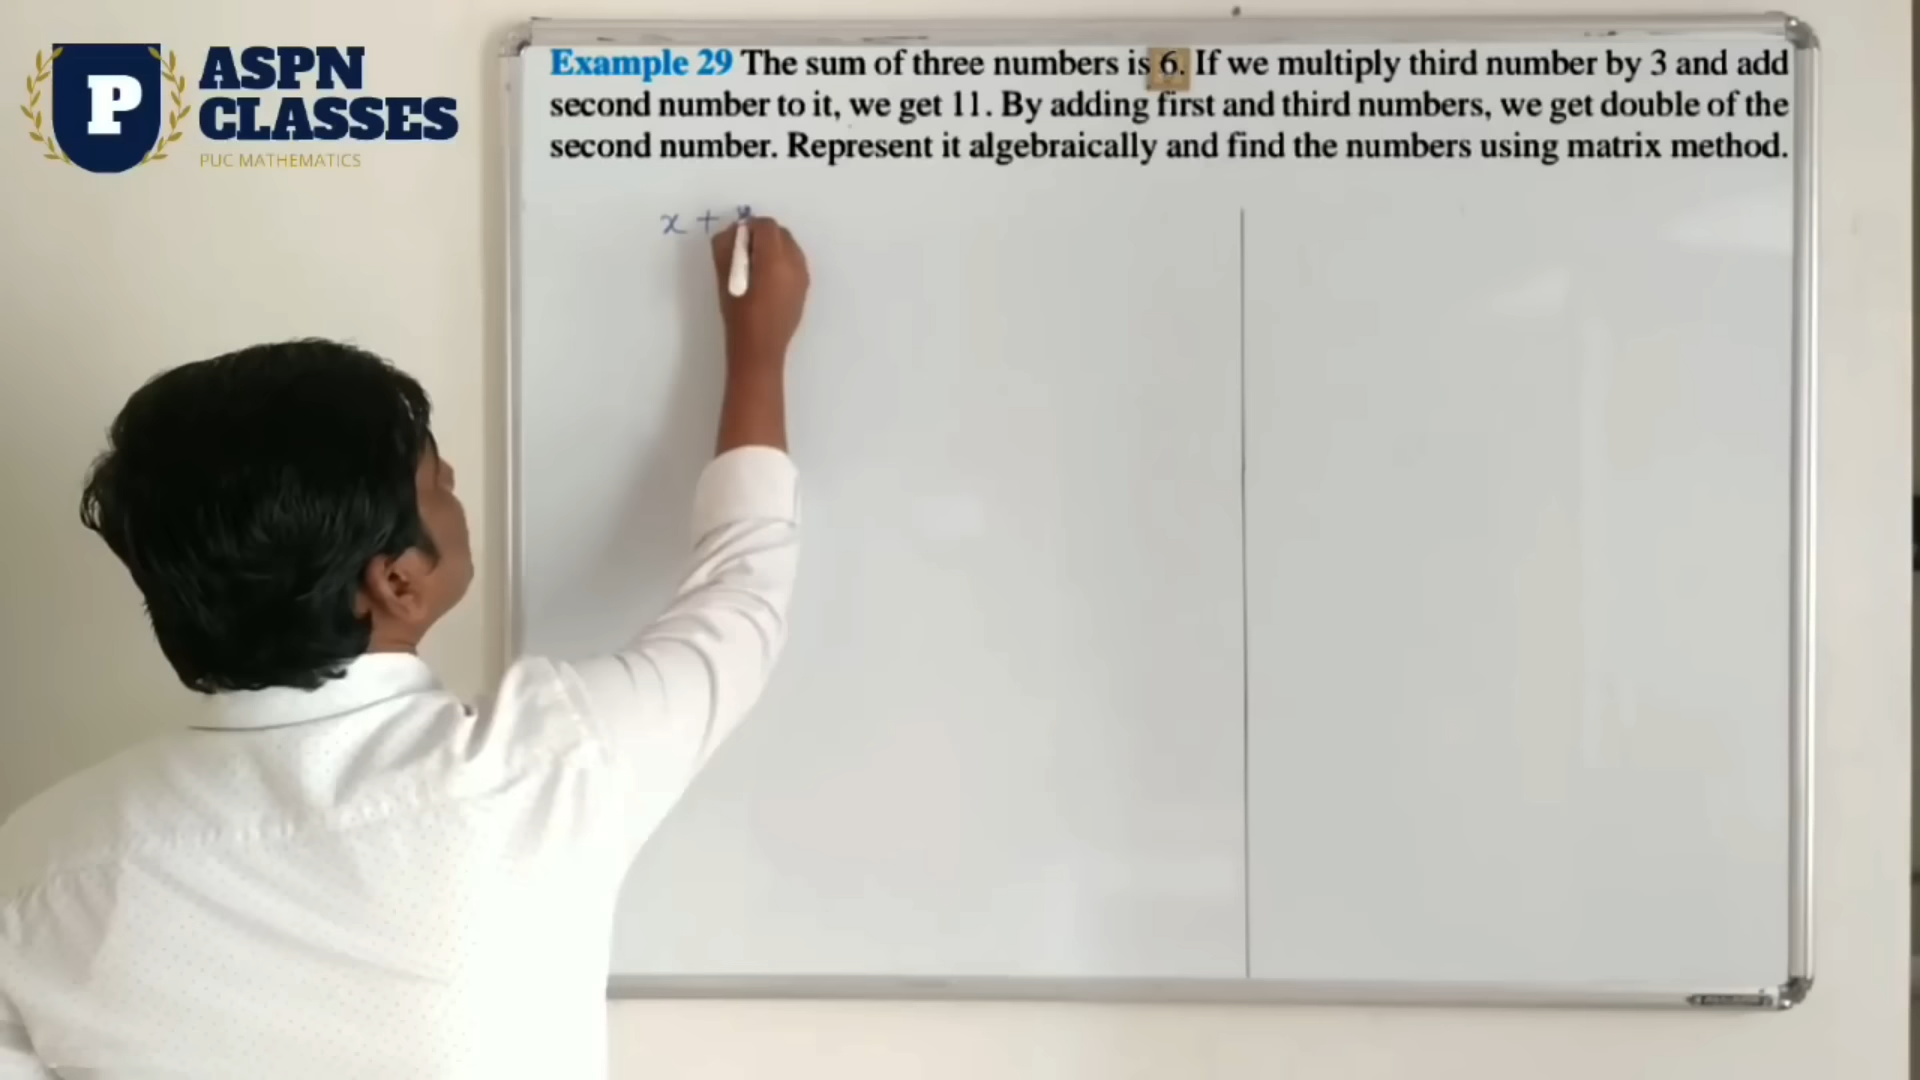 P
ASPN
CLASSES
PUC MATHEMATICS
Example 29 The sum of three numbers is 6. If we multiply third number by 3 and add
second number to it, we get 11. By adding first and third numbers, we get double of the
second number. Represent it algebraically and find the numbers using matrix method.
x +